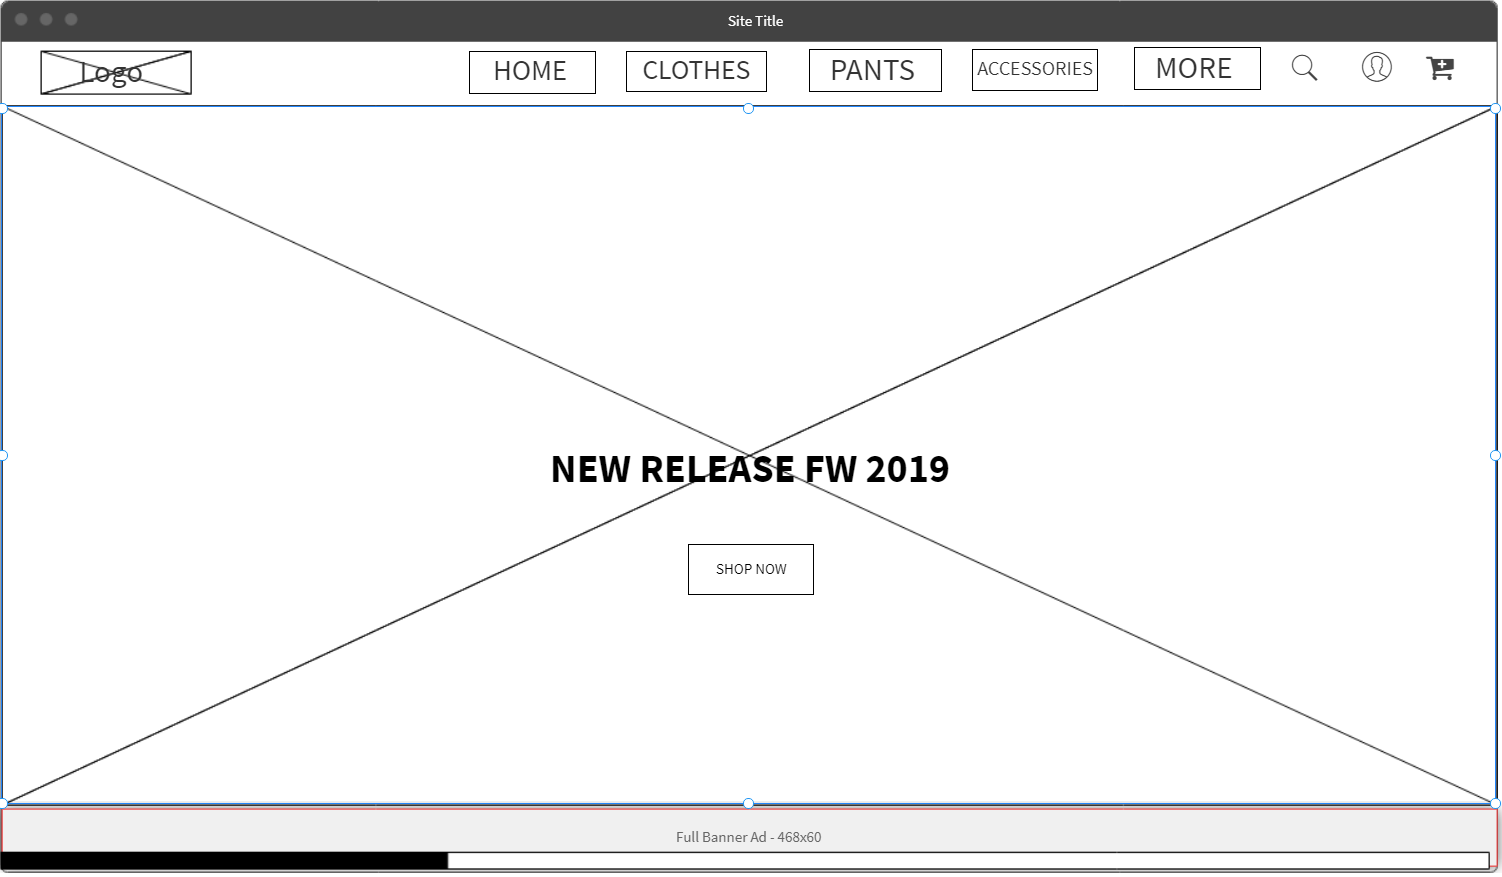 Site Title
Logo
HOME
CLOTHES
PANTS
ACCESSORIES
MORE
NEW RELEASE FW 2019
SHOP NOW
Full Banner Ad - 468x60